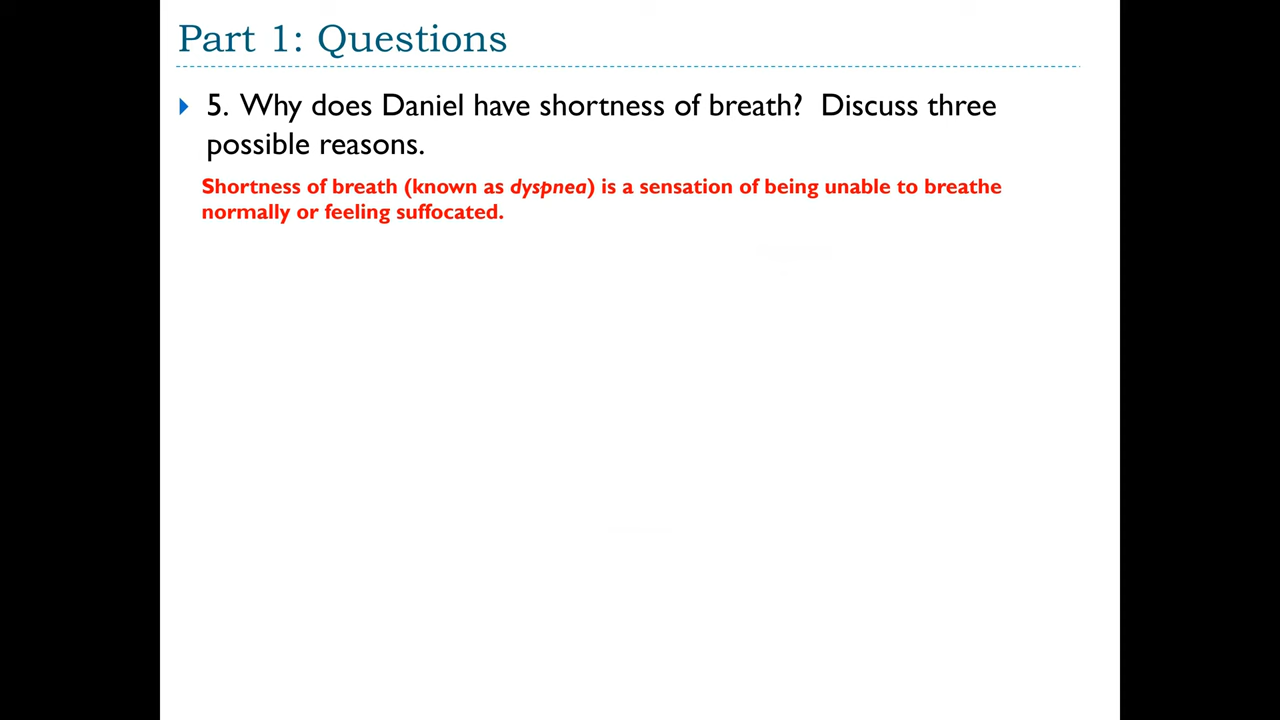 Part 1: Questions
5. Why does Daniel have shortness of breath? Discuss three
possible reasons.
Shortness of breath (known as dyspnea) is a sensation of being unable to breathe
normally or feeling suffocated.